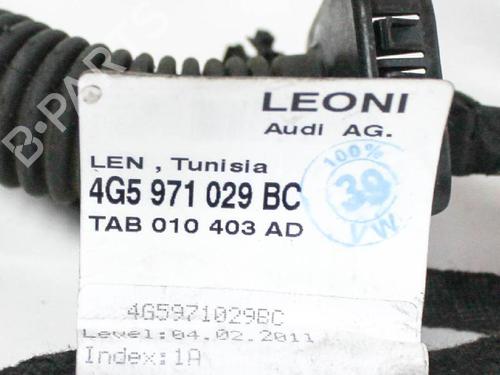 LEONI
Audi AG.
LEN , Tunisia
4G5 971 029 BC
TAB 010 403 AD
100%
39
VW
4G5971029BC
Level:04.02.2011
Index:1A
B-PARTS